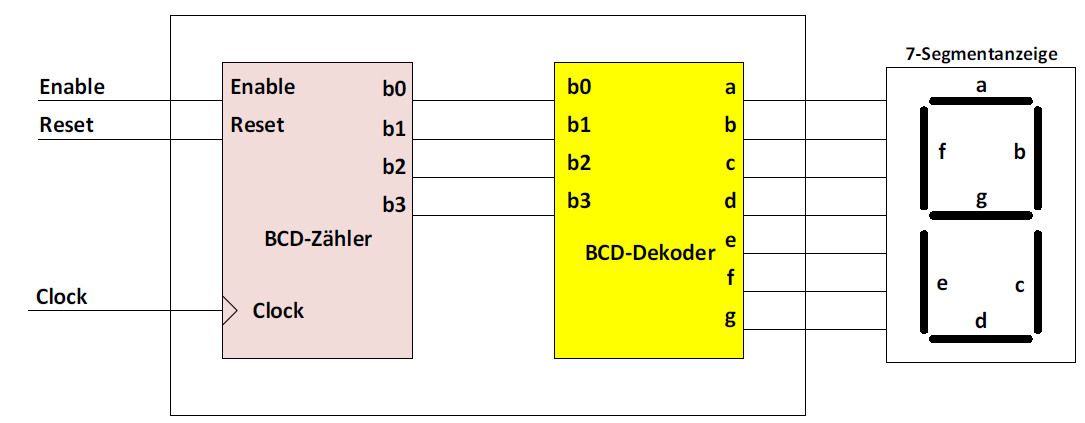 7-Segmentanzeige
Enable
Reset
Clock
Enable
Reset
b0
b1
b2
b3
BCD-Zähler
Clock
b0
b1
b2
b3
BCD-Dekoder
a
b
c
d
e
f
g
a
f
b
g
e
c
d